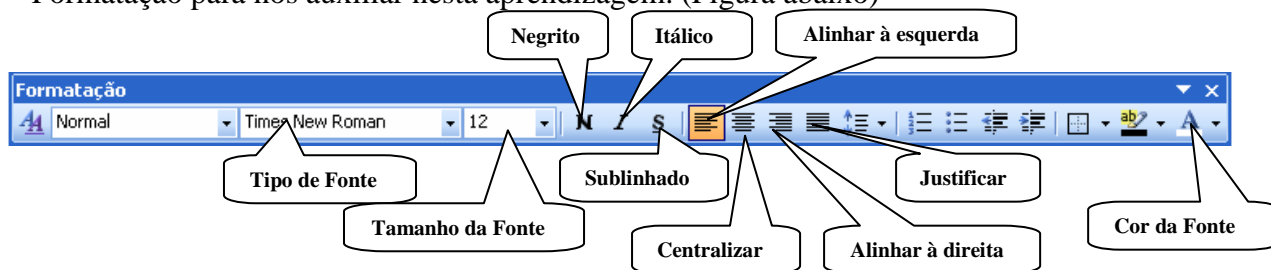 Formatação para nos auxiliar nesta aprendizagem. (Figura abaixo)
Negrito
Itálico
Alinhar à esquerda
Formatação
Normal
Times New Roman
12
N
I
S
Tipo de Fonte
Sublinhado
Justificar
Tamanho da Fonte
Cor da Fonte
Centralizar
Alinhar à direita